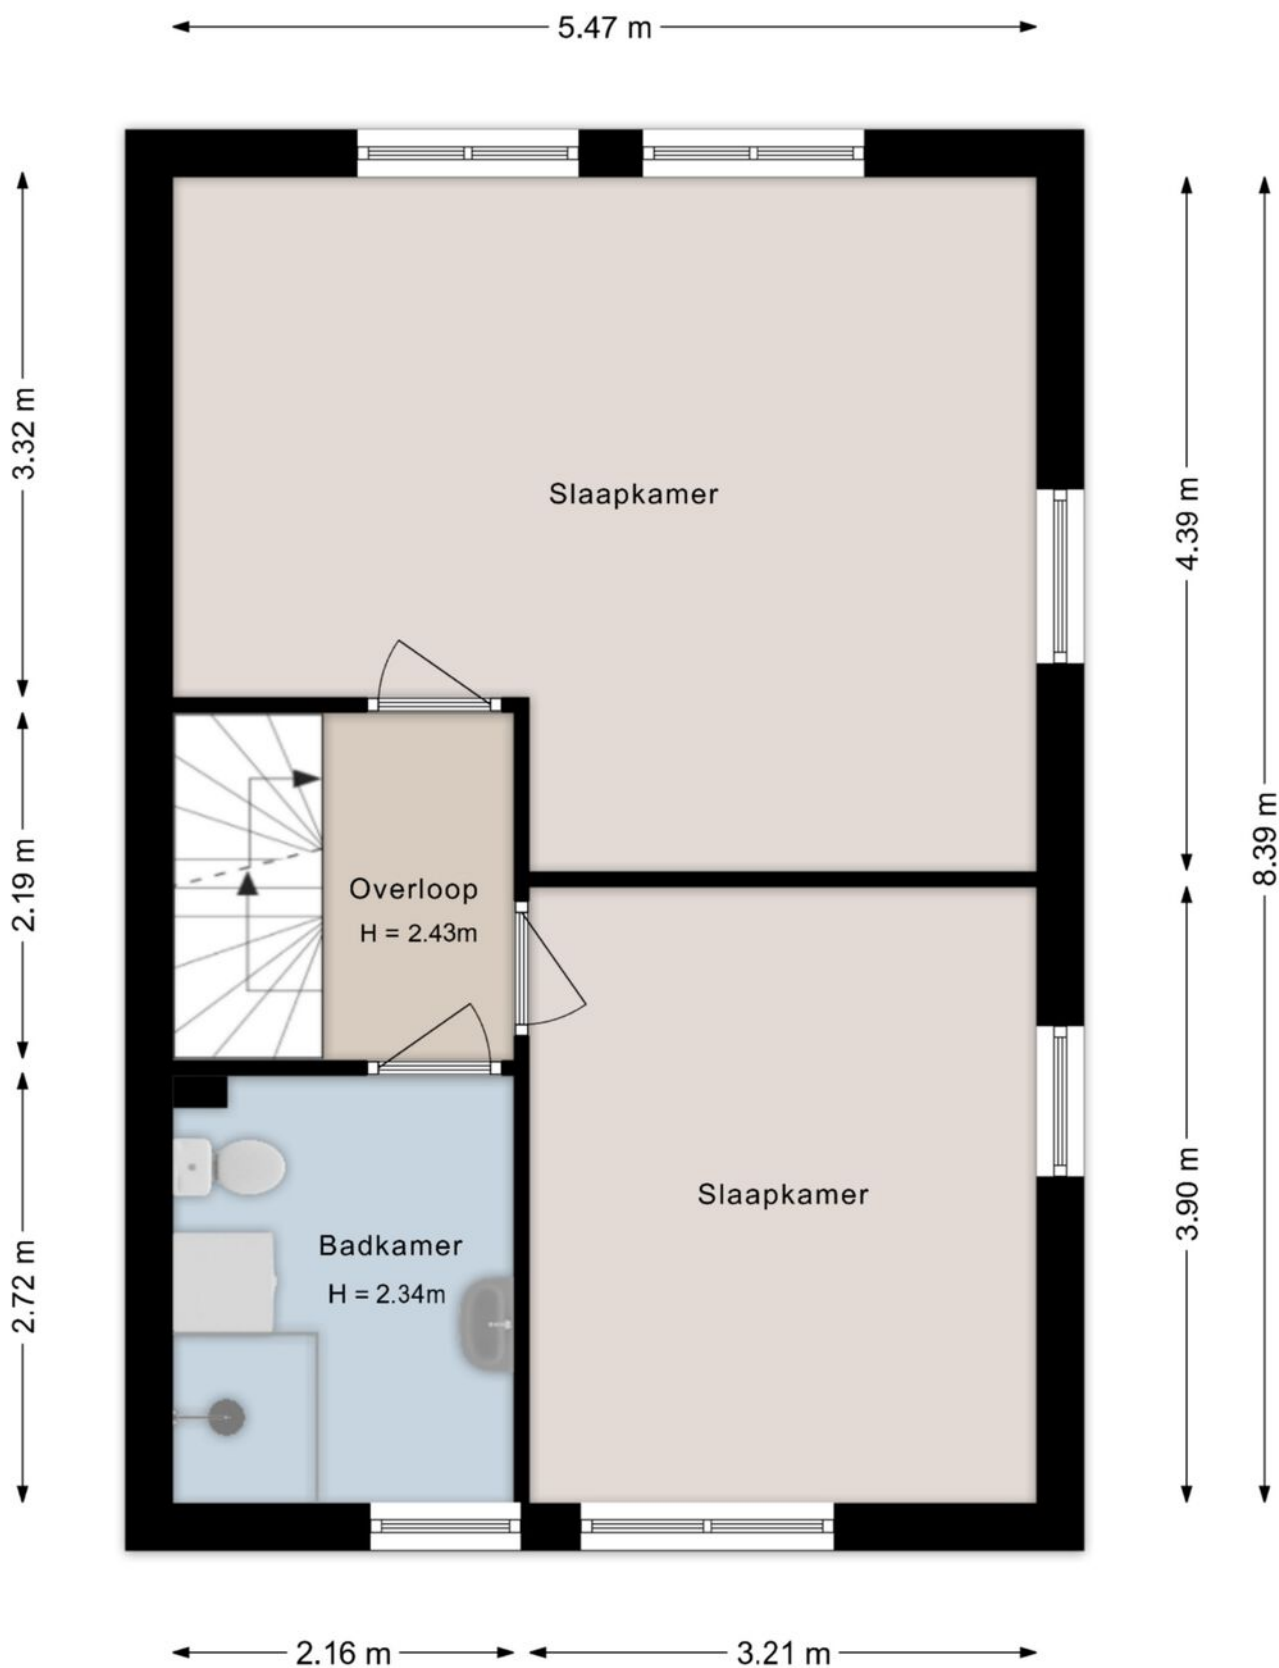 5.47 m
3.32 m
Slaapkamer
4.39 m
8.39 m
2.19 m
Overloop
H = 2.43m
3.90 m
Slaapkamer
2.72 m
Badkamer
H = 2.34m
2.16 m
3.21 m